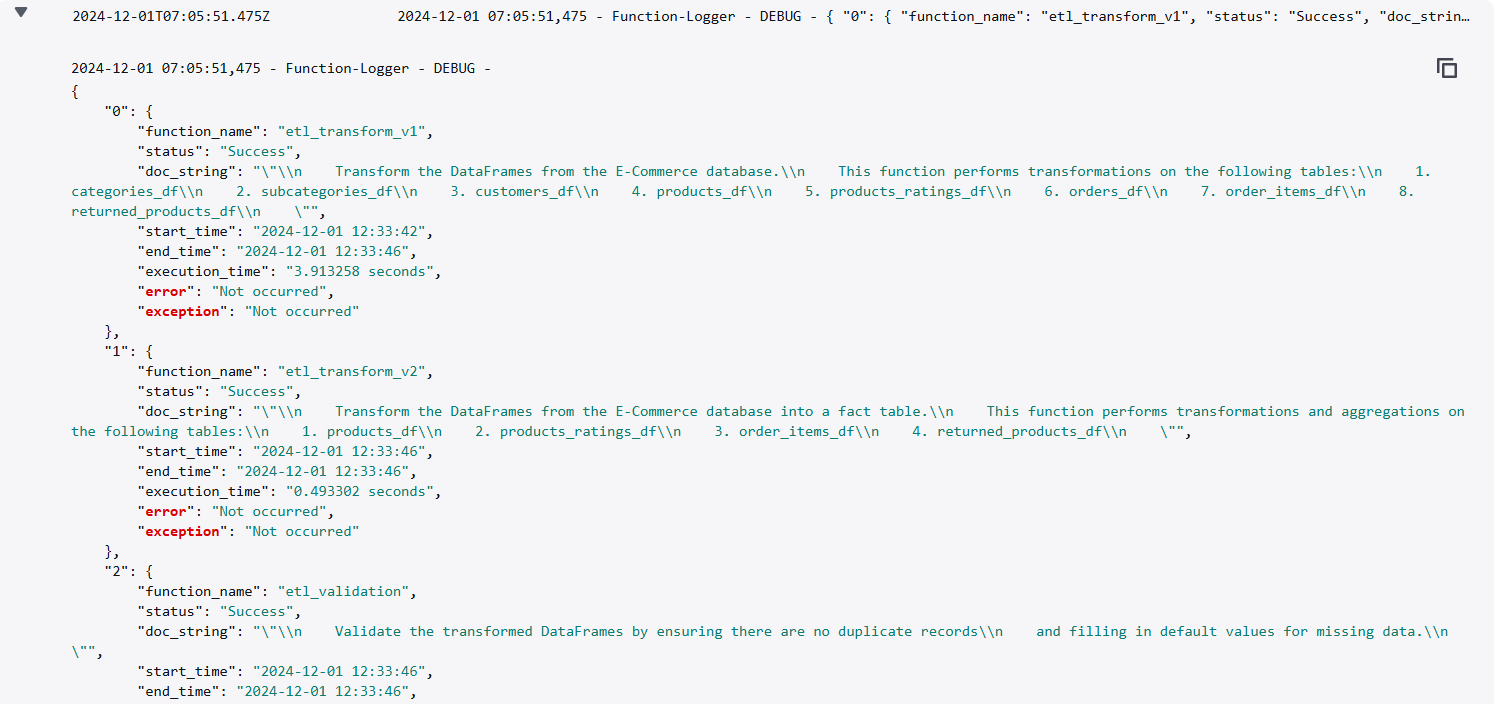 2024-12-01T07:05:51.475Z 2024-12-01 07:05:51,475 - Function-Logger - DEBUG - { "0": { "function_name": "etl_transform_v1", "status": "Success", "doc_strin…
2024-12-01 07:05:51,475 - Function-Logger - DEBUG -
{
    "0": {
        "function_name": "etl_transform_v1",
        "status": "Success",
        "doc_string": "\"\\n    Transform the DataFrames from the E-Commerce database.\\n    This function performs transformations on the following tables:\\n    1.
categories_df\\n    2. subcategories_df\\n    3. customers_df\\n    4. products_df\\n    5. products_ratings_df\\n    6. orders_df\\n    7. order_items_df\\n    8.
returned_products_df\\n    \"",
        "start_time": "2024-12-01 12:33:42",
        "end_time": "2024-12-01 12:33:46",
        "execution_time": "3.913258 seconds",
        "error": "Not occurred",
        "exception": "Not occurred"
    },
    "1": {
        "function_name": "etl_transform_v2",
        "status": "Success",
        "doc_string": "\"\\n    Transform the DataFrames from the E-Commerce database into a fact table.\\n    This function performs transformations and aggregations on
the following tables:\\n    1. products_df\\n    2. products_ratings_df\\n    3. order_items_df\\n    4. returned_products_df\\n    \"",
        "start_time": "2024-12-01 12:33:46",
        "end_time": "2024-12-01 12:33:46",
        "execution_time": "0.493302 seconds",
        "error": "Not occurred",
        "exception": "Not occurred"
    },
    "2": {
        "function_name": "etl_validation",
        "status": "Success",
        "doc_string": "\"\\n    Validate the transformed DataFrames by ensuring there are no duplicate records\\n    and filling in default values for missing data.\\n
\"",
        "start_time": "2024-12-01 12:33:46",
        "end_time": "2024-12-01 12:33:46",